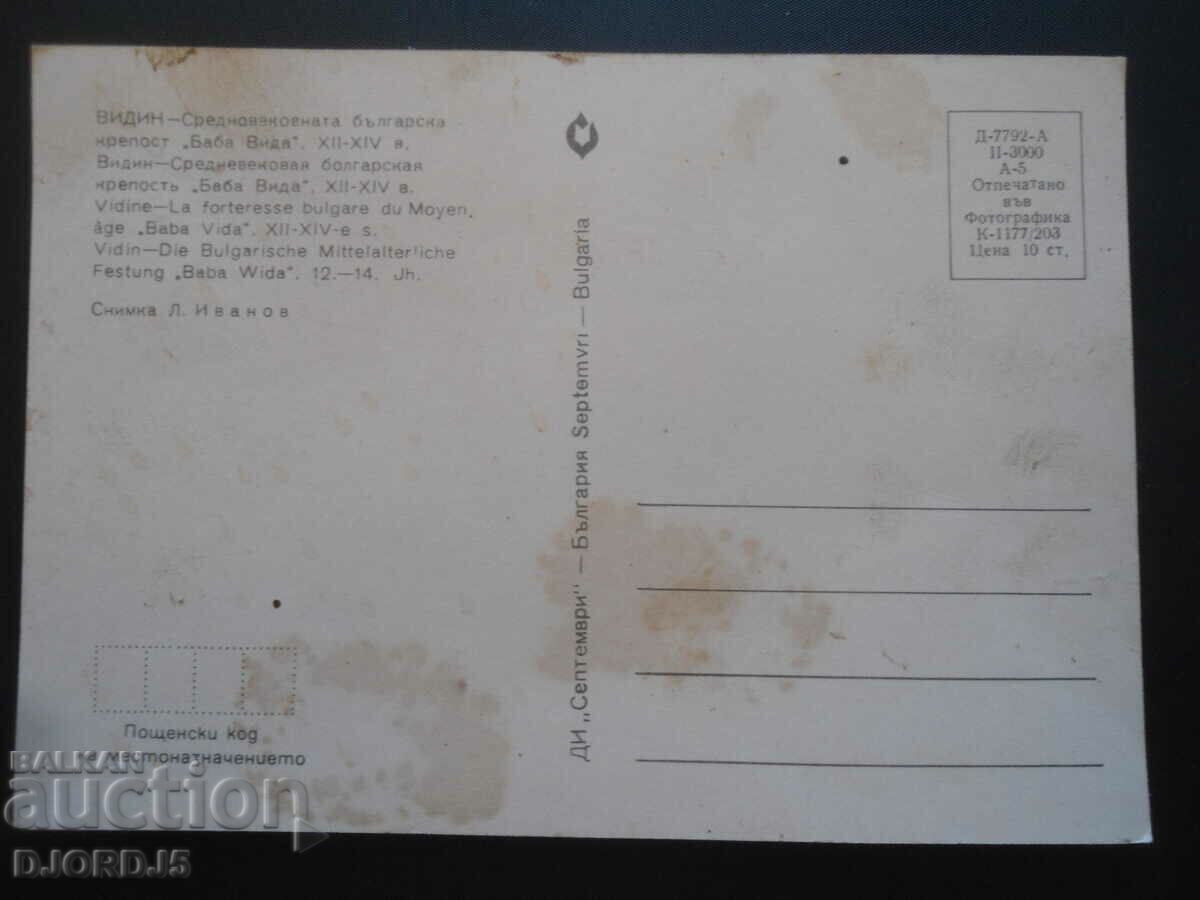 ВИДИН—Средновековната българска
крепост „Баба Вида“. XII-XIV в.
Видин—Средневековая болгарская
крепость „Баба Вида“. XII-XIV в.
Vidine—La forteresse bulgare du Moyen,
âge „Baba Vida“. XII-XIV-e s.
Vidin—Die Bulgarische Mittelalterliche
Festung „Baba Wida“. 12.—14. Jh.
Снимка Л. Иванов
ДИ „Септември“ — България Septemvri — Bulgaria
Д-7792-А
П-3000
А-5
Отпечатано
във
Фотографика
К-1177/203
Цена 10 ст.
Пощенски код
на местоназначението
BALKAN
auction
DJORDJ5